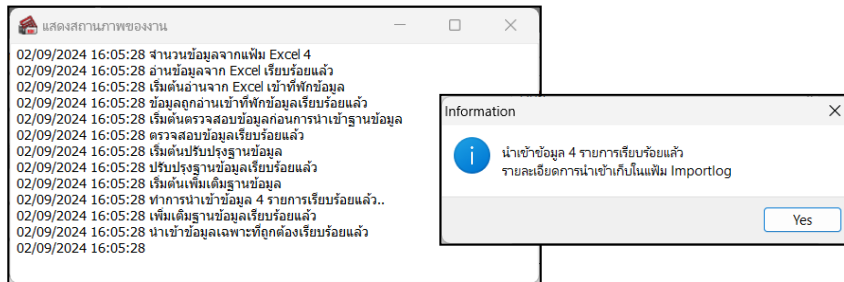 แสดงสถานภาพของงาน
02/09/2024 16:05:28 จำนวนข้อมูลจากแฟ้ม Excel 4
02/09/2024 16:05:28 อ่านข้อมูลจาก Excel เรียบร้อยแล้ว
02/09/2024 16:05:28 เริ่มต้นอ่านจาก Excel เข้าที่พักข้อมูล
02/09/2024 16:05:28 ข้อมูลถูกอ่านเข้าที่พักข้อมูลเรียบร้อยแล้ว
02/09/2024 16:05:28 เริ่มต้นตรวจสอบข้อมูลก่อนการนำเข้าฐานข้อมูล
02/09/2024 16:05:28 ตรวจสอบข้อมูลเรียบร้อยแล้ว
02/09/2024 16:05:28 เริ่มต้นปรับปรุงฐานข้อมูล
02/09/2024 16:05:28 ปรับปรุงฐานข้อมูลเรียบร้อยแล้ว
02/09/2024 16:05:28 เริ่มต้นเพิ่มเติมฐานข้อมูล
02/09/2024 16:05:28 ทำการนำเข้าข้อมูล 4 รายการเรียบร้อยแล้ว..
02/09/2024 16:05:28 เพิ่มเติมฐานข้อมูลเรียบร้อยแล้ว
02/09/2024 16:05:28 นำเข้าข้อมูลเฉพาะที่ถูกต้องเรียบร้อยแล้ว
02/09/2024 16:05:28
Information
นำเข้าข้อมูล 4 รายการเรียบร้อยแล้ว
รายละเอียดการนำเข้าเก็บในแฟ้ม Importlog
Yes